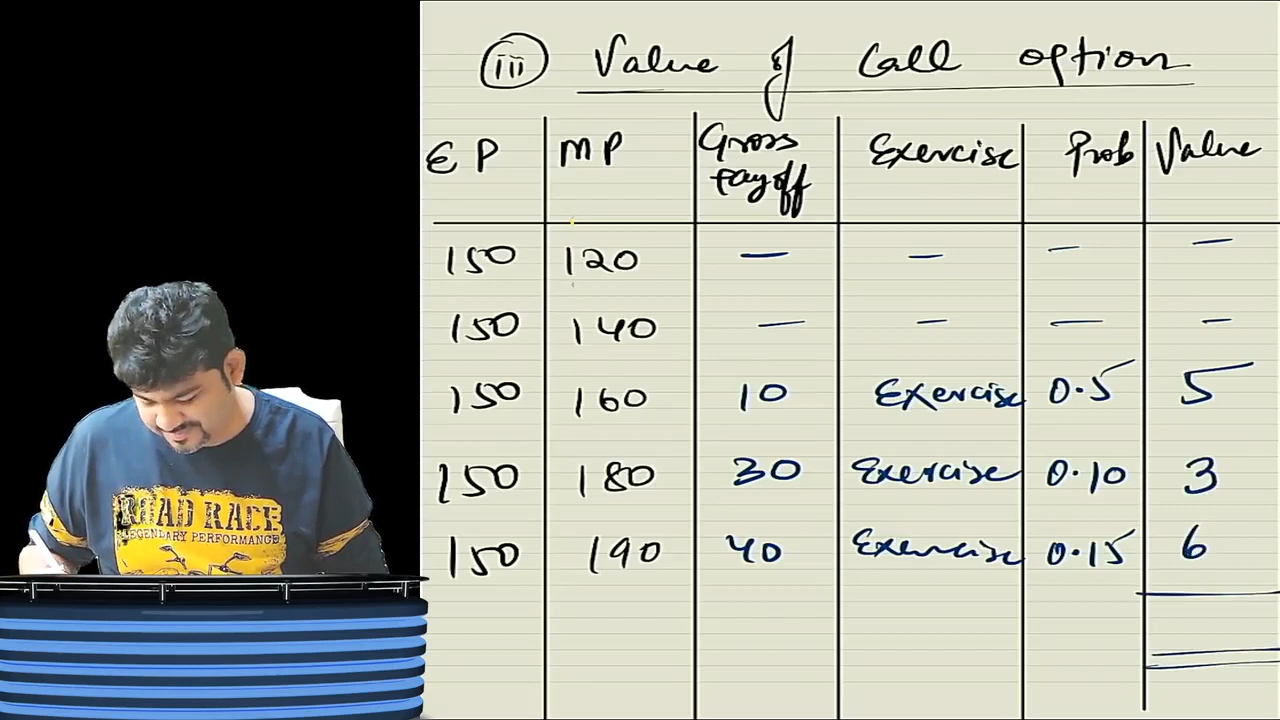 iii Value of Call option
EP MP Gross Payoff Exercise Prob Value
150 120 — — — —
150 140 — — — —
150 160 10 Exercise 0.5 5
150 180 30 Exercise 0.10 3
150 190 40 Exercise 0.15 6
ROAD RACE
LEGENDARY PERFORMANCE